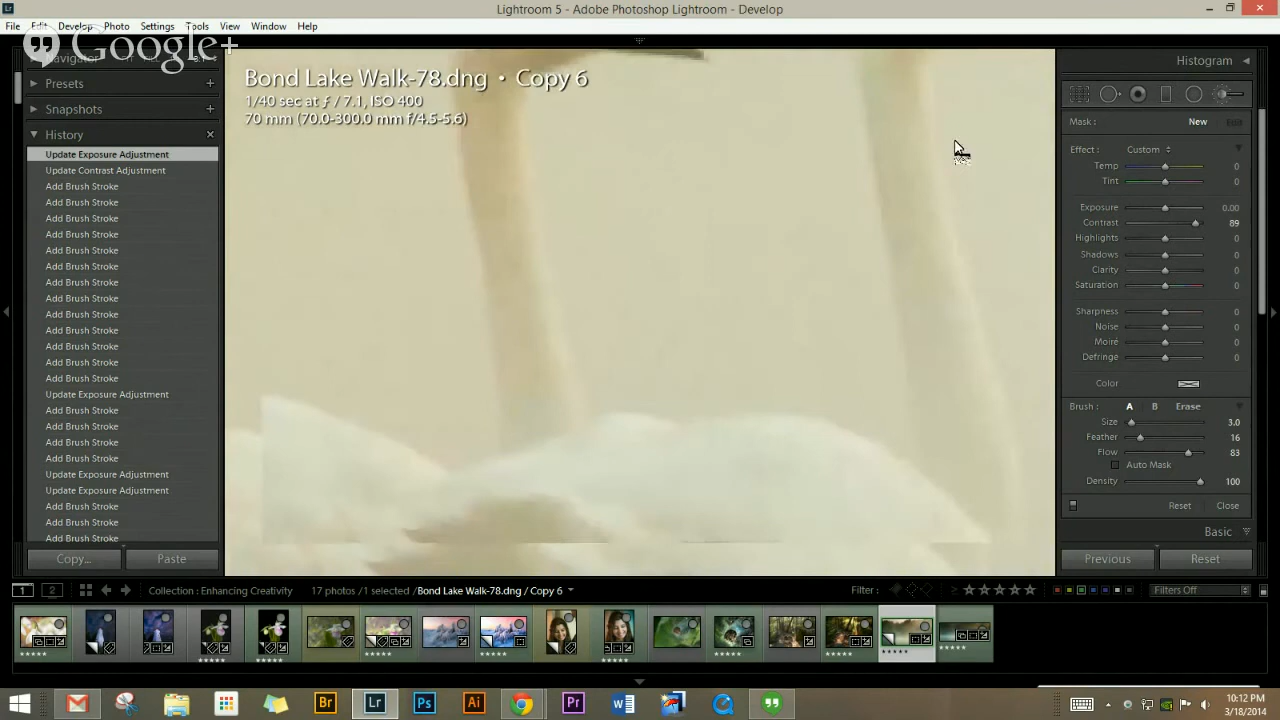 Lr
Lightroom 5 - Adobe Photoshop Lightroom - Develop
File Edit Develop Photo Settings Tools View Window Help
Google+
Navigator
Presets
Snapshots
History
Update Exposure Adjustment
Update Contrast Adjustment
Add Brush Stroke
Add Brush Stroke
Add Brush Stroke
Add Brush Stroke
Add Brush Stroke
Add Brush Stroke
Add Brush Stroke
Add Brush Stroke
Add Brush Stroke
Add Brush Stroke
Add Brush Stroke
Add Brush Stroke
Add Brush Stroke
Update Exposure Adjustment
Add Brush Stroke
Add Brush Stroke
Add Brush Stroke
Add Brush Stroke
Update Exposure Adjustment
Update Exposure Adjustment
Add Brush Stroke
Add Brush Stroke
Add Brush Stroke
Copy... Paste
Bond Lake Walk-78.dng • Copy 6
1/40 sec at ƒ / 7.1, ISO 400
70 mm (70.0-300.0 mm f/4.5-5.6)
Histogram
Mask : New Edit
Effect : Custom
Temp 0
Tint 0
Exposure 0.00
Contrast 89
Highlights 0
Shadows 0
Clarity 0
Saturation 0
Sharpness 0
Noise 0
Moiré 0
Defringe 0
Color
Brush : A B Erase
Size 3.0
Feather 16
Flow 83
Auto Mask
Density 100
Reset Close
Basic
Previous Reset
1 2 Collection : Enhancing Creativity 17 photos /1 selected /Bond Lake Walk-78.dng / Copy 6 Filter : Filters Off
Br Lr Ps Ai Pr
10:12 PM
3/18/2014